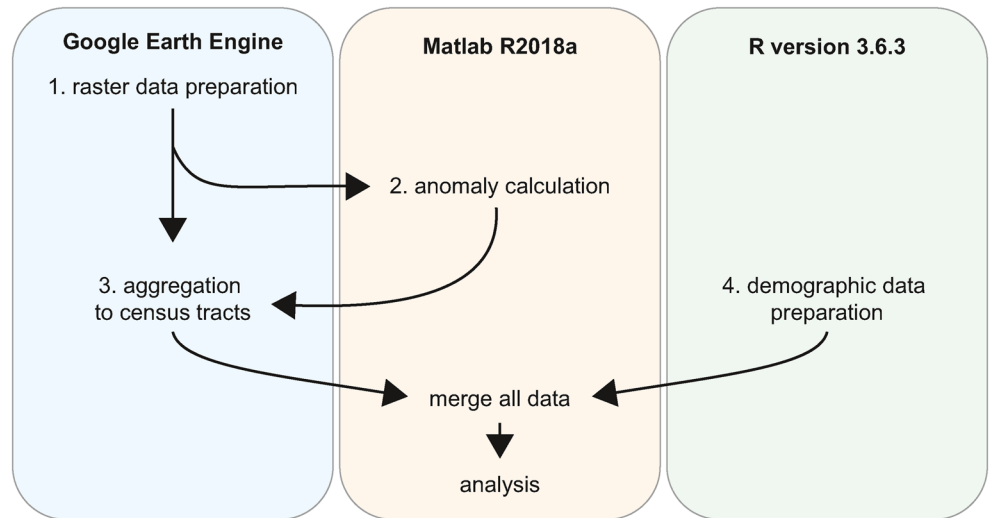 Google Earth Engine
1. raster data preparation
3. aggregation
to census tracts
Matlab R2018a
2. anomaly calculation
merge all data
analysis
R version 3.6.3
4. demographic data
preparation